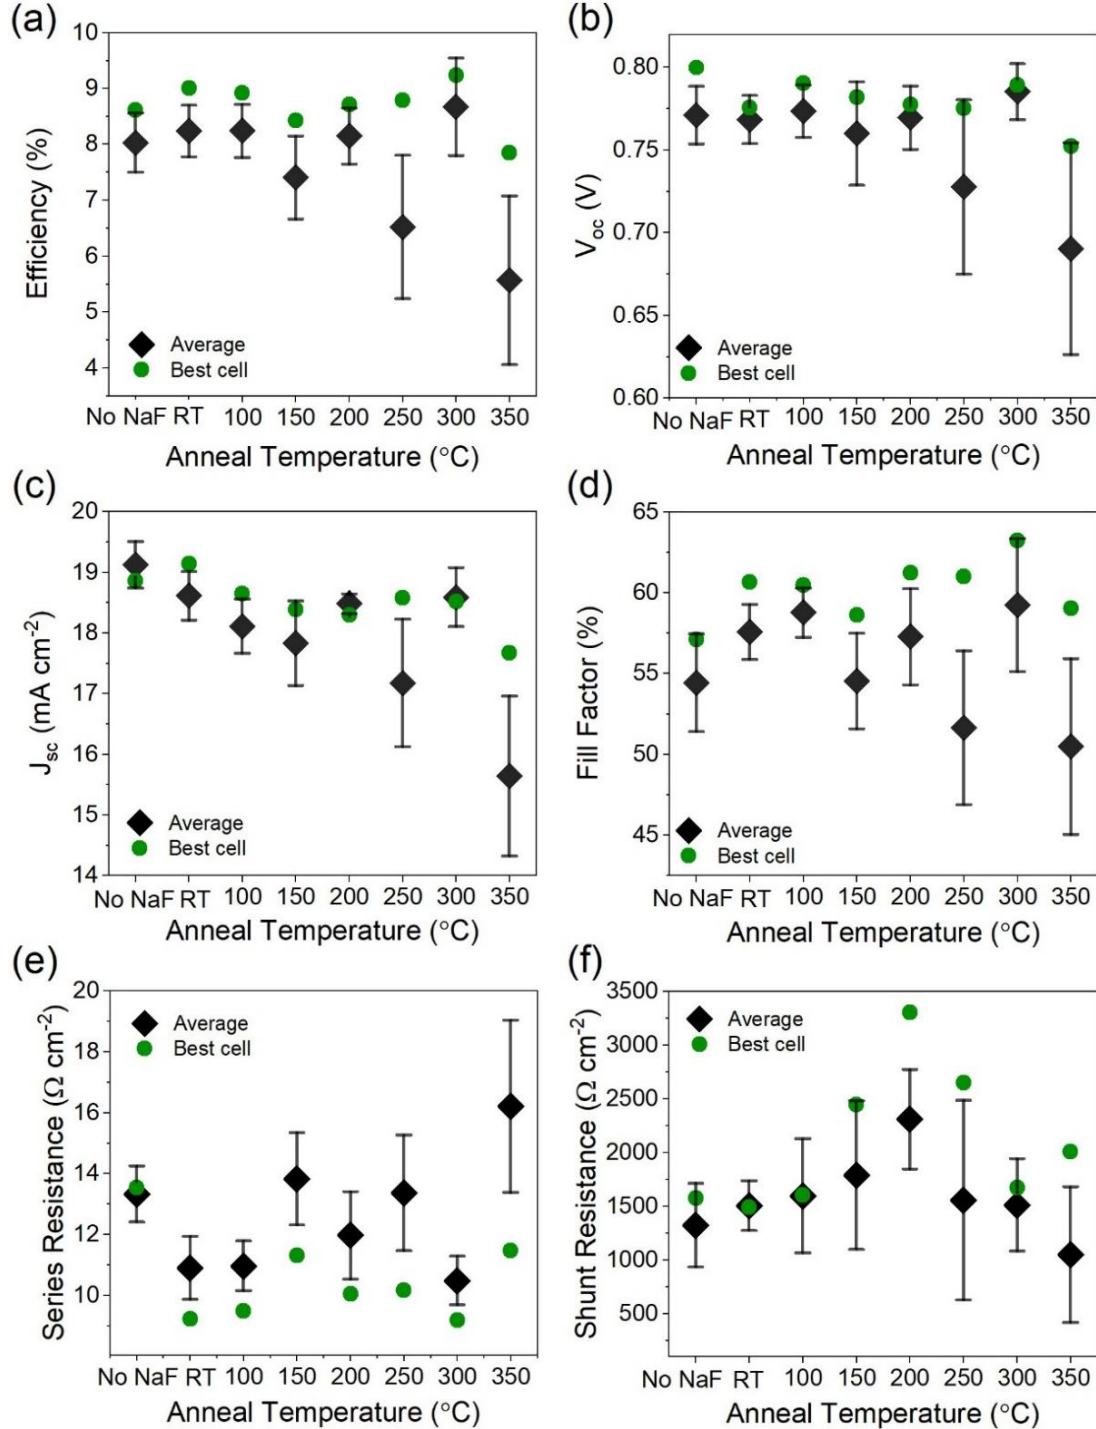 (a)
10
9
8
7
6
5
4
Efficiency (%)
Average
Best cell
No NaF RT 100 150 200 250 300 350
Anneal Temperature (°C)
(b)
0.80
0.75
0.70
0.65
0.60
Voc (V)
Average
Best cell
No NaF RT 100 150 200 250 300 350
Anneal Temperature (°C)
(c)
20
19
18
17
16
15
14
Jsc (mA cm-2)
Average
Best cell
No NaF RT 100 150 200 250 300 350
Anneal Temperature (°C)
(d)
65
60
55
50
45
Fill Factor (%)
Average
Best cell
No NaF RT 100 150 200 250 300 350
Anneal Temperature (°C)
(e)
20
18
16
14
12
10
Series Resistance (Ω cm-2)
Average
Best cell
No NaF RT 100 150 200 250 300 350
Anneal Temperature (°C)
(f)
3500
3000
2500
2000
1500
1000
500
Shunt Resistance (Ω cm-2)
Average
Best cell
No NaF RT 100 150 200 250 300 350
Anneal Temperature (°C)